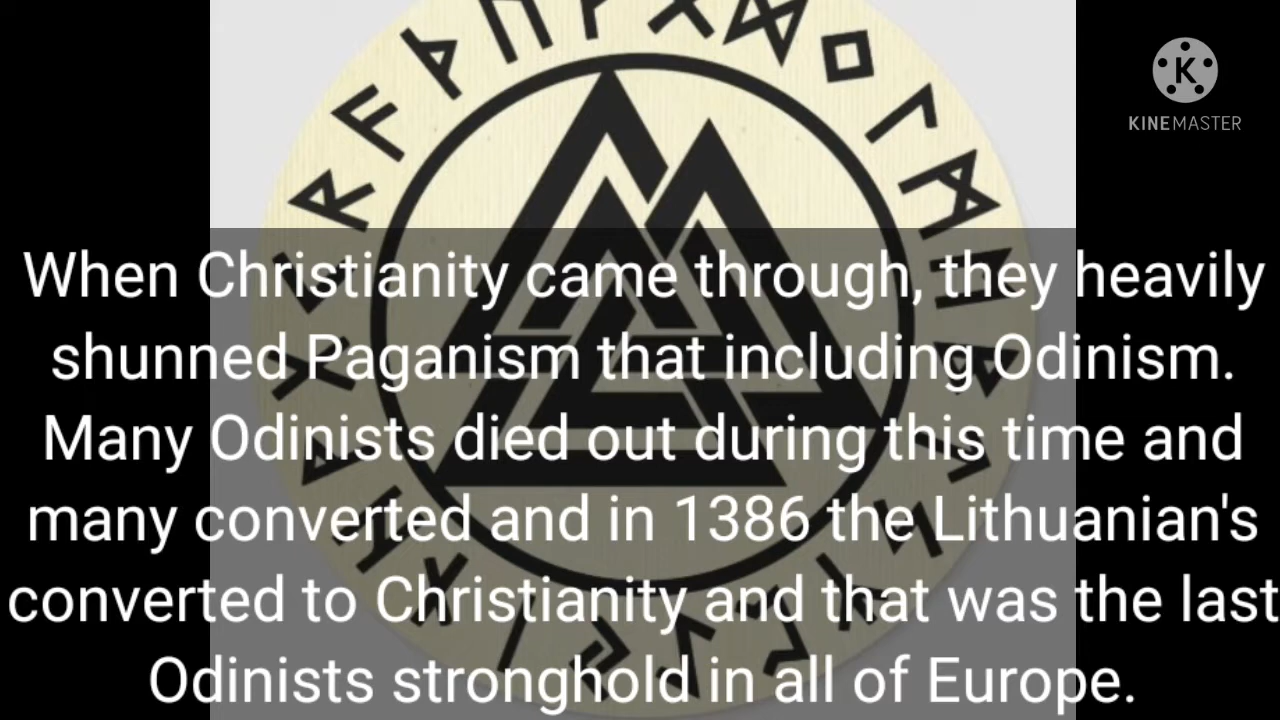 KINEMASTER
When Christianity came through, they heavily
shunned Paganism that including Odinism.
Many Odinists died out during this time and
many converted and in 1386 the Lithuanian's
converted to Christianity and that was the last
Odinists stronghold in all of Europe.